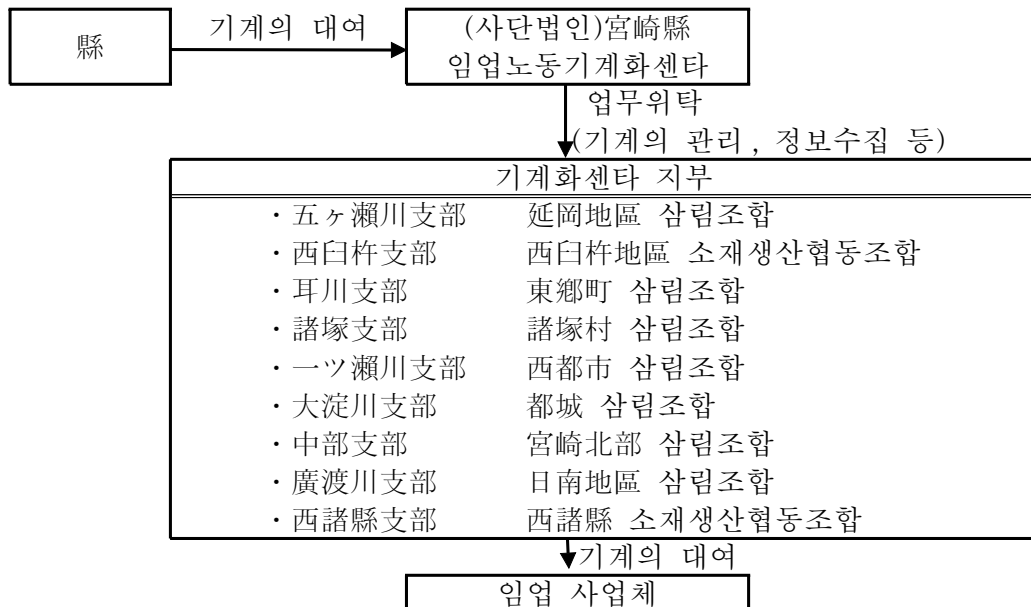 縣
기계의 대여
(사단법인)宮崎縣
임업노동기계화센타
업무위탁
(기계의 관리, 정보수집 등)
기계화센타 지부
・五ヶ瀨川支部 延岡地區 삼림조합
・西臼杵支部 西臼杵地區 소재생산협동조합
・耳川支部 東鄕町 삼림조합
・諸塚支部 諸塚村 삼림조합
・一ツ瀨川支部 西都市 삼림조합
・大淀川支部 都城 삼림조합
・中部支部 宮崎北部 삼림조합
・廣渡川支部 日南地區 삼림조합
・西諸縣支部 西諸縣 소재생산협동조합
기계의 대여
임업 사업체